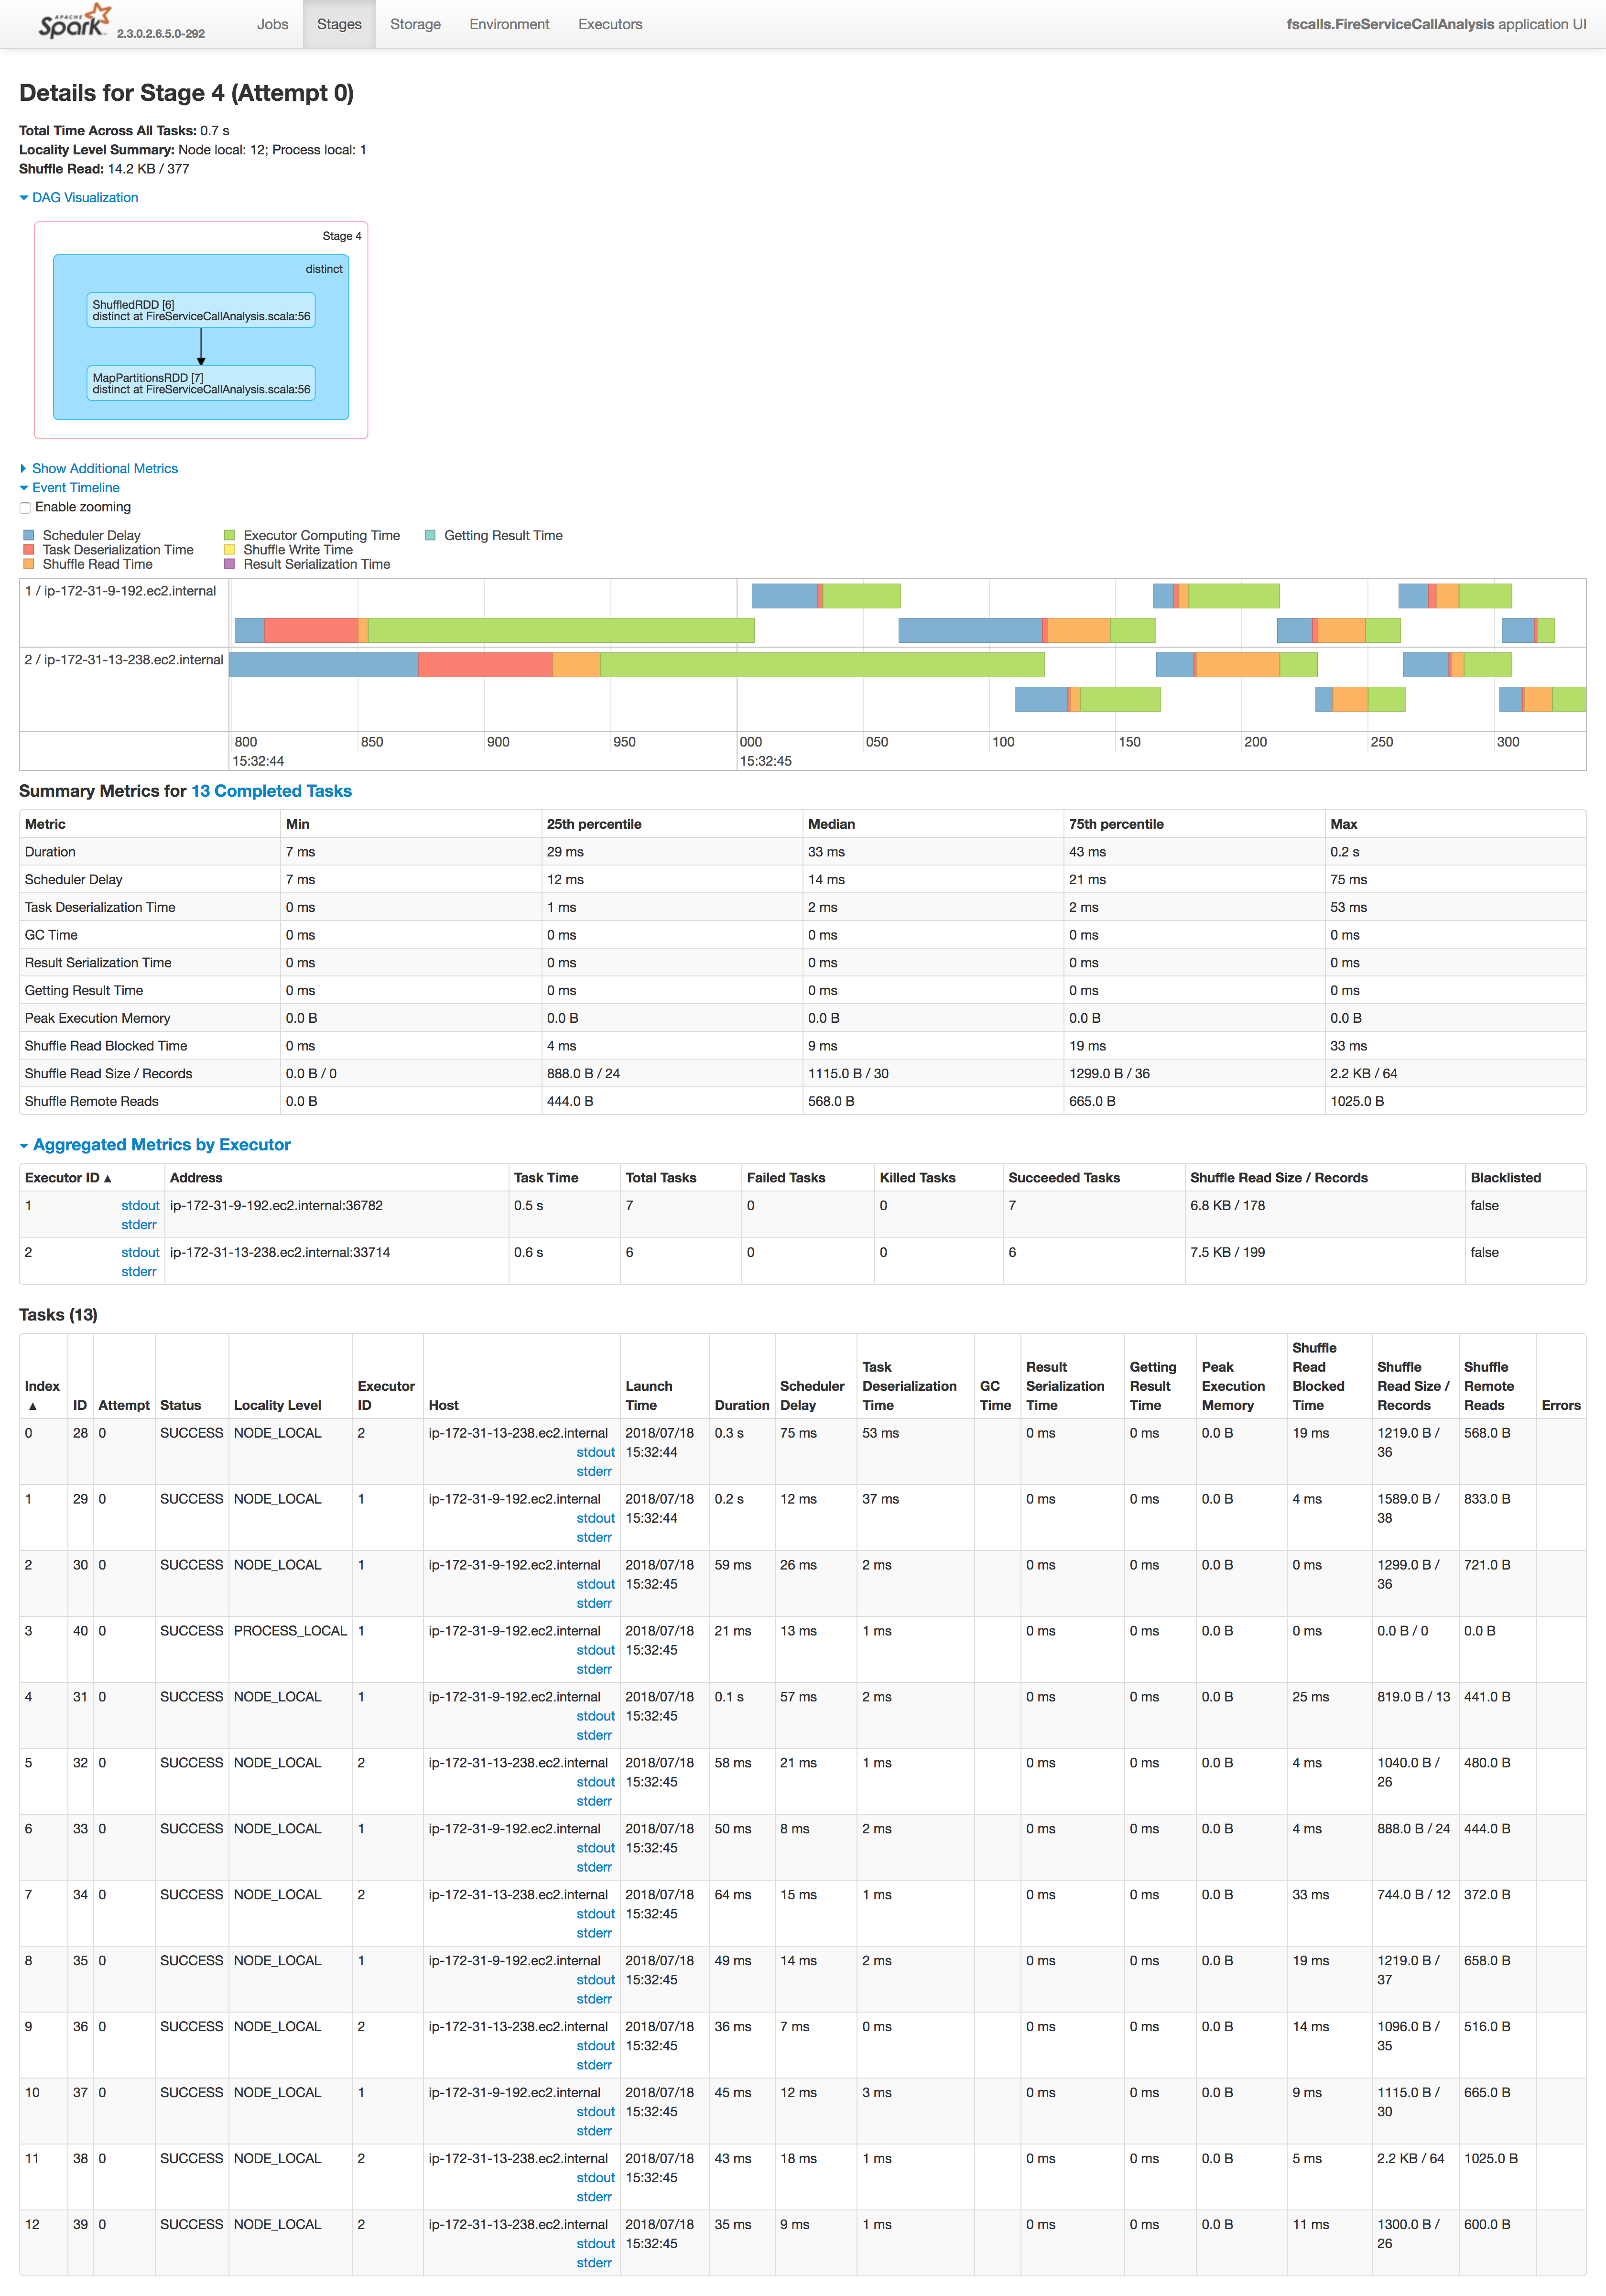 APACHE
Spark 2.3.0.2.6.5.0-292 Jobs Stages Storage Environment Executors fscalls.FireServiceCallAnalysis application UI
Details for Stage 4 (Attempt 0)
Total Time Across All Tasks: 0.7 s
Locality Level Summary: Node local: 12; Process local: 1
Shuffle Read: 14.2 KB / 377
DAG Visualization
Stage 4
distinct
ShuffledRDD [6]
distinct at FireServiceCallAnalysis.scala:56
MapPartitionsRDD [7]
distinct at FireServiceCallAnalysis.scala:56
Show Additional Metrics
Event Timeline
Enable zooming
Scheduler Delay Executor Computing Time Getting Result Time
Task Deserialization Time Shuffle Write Time
Shuffle Read Time Result Serialization Time
1 / ip-172-31-9-192.ec2.internal
2 / ip-172-31-13-238.ec2.internal
800 850 900 950 000 050 100 150 200 250 300
15:32:44 15:32:45
Summary Metrics for 13 Completed Tasks
Metric Min 25th percentile Median 75th percentile Max
Duration 7 ms 29 ms 33 ms 43 ms 0.2 s
Scheduler Delay 7 ms 12 ms 14 ms 21 ms 75 ms
Task Deserialization Time 0 ms 1 ms 2 ms 2 ms 53 ms
GC Time 0 ms 0 ms 0 ms 0 ms 0 ms
Result Serialization Time 0 ms 0 ms 0 ms 0 ms 0 ms
Getting Result Time 0 ms 0 ms 0 ms 0 ms 0 ms
Peak Execution Memory 0.0 B 0.0 B 0.0 B 0.0 B 0.0 B
Shuffle Read Blocked Time 0 ms 4 ms 9 ms 19 ms 33 ms
Shuffle Read Size / Records 0.0 B / 0 888.0 B / 24 1115.0 B / 30 1299.0 B / 36 2.2 KB / 64
Shuffle Remote Reads 0.0 B 444.0 B 568.0 B 665.0 B 1025.0 B
Aggregated Metrics by Executor
Executor ID ▲ Address Task Time Total Tasks Failed Tasks Killed Tasks Succeeded Tasks Shuffle Read Size / Records Blacklisted
1 stdout ip-172-31-9-192.ec2.internal:36782 0.5 s 7 0 0 7 6.8 KB / 178 false
stderr
2 stdout ip-172-31-13-238.ec2.internal:33714 0.6 s 6 0 0 6 7.5 KB / 199 false
stderr
Tasks (13)
Shuffle
Task Result Getting Peak Read Shuffle Shuffle
Index Executor Launch Scheduler Deserialization GC Serialization Result Execution Blocked Read Size / Remote
▲ ID Attempt Status Locality Level ID Host Time Duration Delay Time Time Time Time Memory Time Records Reads Errors
0 28 0 SUCCESS NODE_LOCAL 2 ip-172-31-13-238.ec2.internal 2018/07/18 0.3 s 75 ms 53 ms 0 ms 0 ms 0.0 B 19 ms 1219.0 B / 568.0 B
stdout 15:32:44 36
stderr
1 29 0 SUCCESS NODE_LOCAL 1 ip-172-31-9-192.ec2.internal 2018/07/18 0.2 s 12 ms 37 ms 0 ms 0 ms 0.0 B 4 ms 1589.0 B / 833.0 B
stdout 15:32:44 38
stderr
2 30 0 SUCCESS NODE_LOCAL 1 ip-172-31-9-192.ec2.internal 2018/07/18 59 ms 26 ms 2 ms 0 ms 0 ms 0.0 B 0 ms 1299.0 B / 721.0 B
stdout 15:32:45 36
stderr
3 40 0 SUCCESS PROCESS_LOCAL 1 ip-172-31-9-192.ec2.internal 2018/07/18 21 ms 13 ms 1 ms 0 ms 0 ms 0.0 B 0 ms 0.0 B / 0 0.0 B
stdout 15:32:45
stderr
4 31 0 SUCCESS NODE_LOCAL 1 ip-172-31-9-192.ec2.internal 2018/07/18 0.1 s 57 ms 2 ms 0 ms 0 ms 0.0 B 25 ms 819.0 B / 13 441.0 B
stdout 15:32:45
stderr
5 32 0 SUCCESS NODE_LOCAL 2 ip-172-31-13-238.ec2.internal 2018/07/18 58 ms 21 ms 1 ms 0 ms 0 ms 0.0 B 4 ms 1040.0 B / 480.0 B
stdout 15:32:45 26
stderr
6 33 0 SUCCESS NODE_LOCAL 1 ip-172-31-9-192.ec2.internal 2018/07/18 50 ms 8 ms 2 ms 0 ms 0 ms 0.0 B 4 ms 888.0 B / 24 444.0 B
stdout 15:32:45
stderr
7 34 0 SUCCESS NODE_LOCAL 2 ip-172-31-13-238.ec2.internal 2018/07/18 64 ms 15 ms 1 ms 0 ms 0 ms 0.0 B 33 ms 744.0 B / 12 372.0 B
stdout 15:32:45
stderr
8 35 0 SUCCESS NODE_LOCAL 1 ip-172-31-9-192.ec2.internal 2018/07/18 49 ms 14 ms 2 ms 0 ms 0 ms 0.0 B 19 ms 1219.0 B / 658.0 B
stdout 15:32:45 37
stderr
9 36 0 SUCCESS NODE_LOCAL 2 ip-172-31-13-238.ec2.internal 2018/07/18 36 ms 7 ms 0 ms 0 ms 0 ms 0.0 B 14 ms 1096.0 B / 516.0 B
stdout 15:32:45 35
stderr
10 37 0 SUCCESS NODE_LOCAL 1 ip-172-31-9-192.ec2.internal 2018/07/18 45 ms 12 ms 3 ms 0 ms 0 ms 0.0 B 9 ms 1115.0 B / 665.0 B
stdout 15:32:45 30
stderr
11 38 0 SUCCESS NODE_LOCAL 2 ip-172-31-13-238.ec2.internal 2018/07/18 43 ms 18 ms 1 ms 0 ms 0 ms 0.0 B 5 ms 2.2 KB / 64 1025.0 B
stdout 15:32:45
stderr
12 39 0 SUCCESS NODE_LOCAL 2 ip-172-31-13-238.ec2.internal 2018/07/18 35 ms 9 ms 1 ms 0 ms 0 ms 0.0 B 11 ms 1300.0 B / 600.0 B
stdout 15:32:45 26
stderr